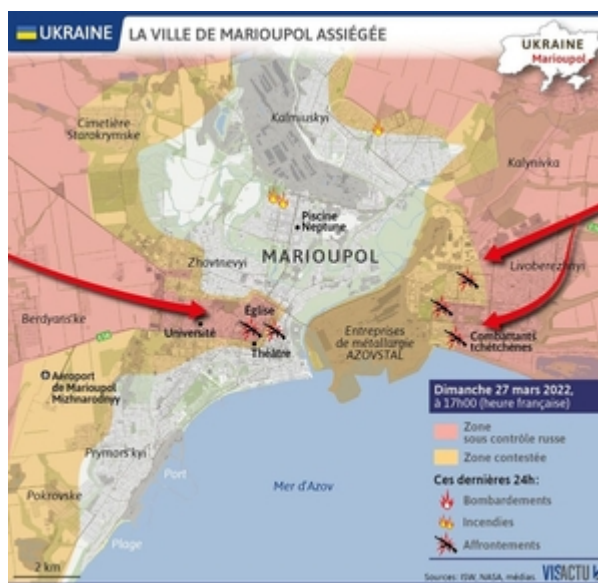 UKRAINE
LA VILLE DE MARIOUPOL ASSIÉGÉE
UKRAINE
Marioupol
Cimetière
Starokrymske
Kalmiuskyi
Kalynivka
Piscine
Neptune
MARIOUPOL
Zhovtnevyi
Livoberezhnyi
Berdyans'ke
Université
Église
Théâtre
Entreprises
de métallurgie
AZOVSTAL
Combattants
tchétchènes
Aéroport
de Marioupol
Mizhnarodnyy
Prymors'kyi
Port
Pokrovske
Mer d'Azov
Plage
2 km
Dimanche 27 mars 2022,
à 17h00 (heure française)
Zone
sous contrôle russe
Zone contestée
Ces dernières 24h:
Bombardements
Incendies
Affrontements
Sources: ISW, NASA, médias.
VISACTU